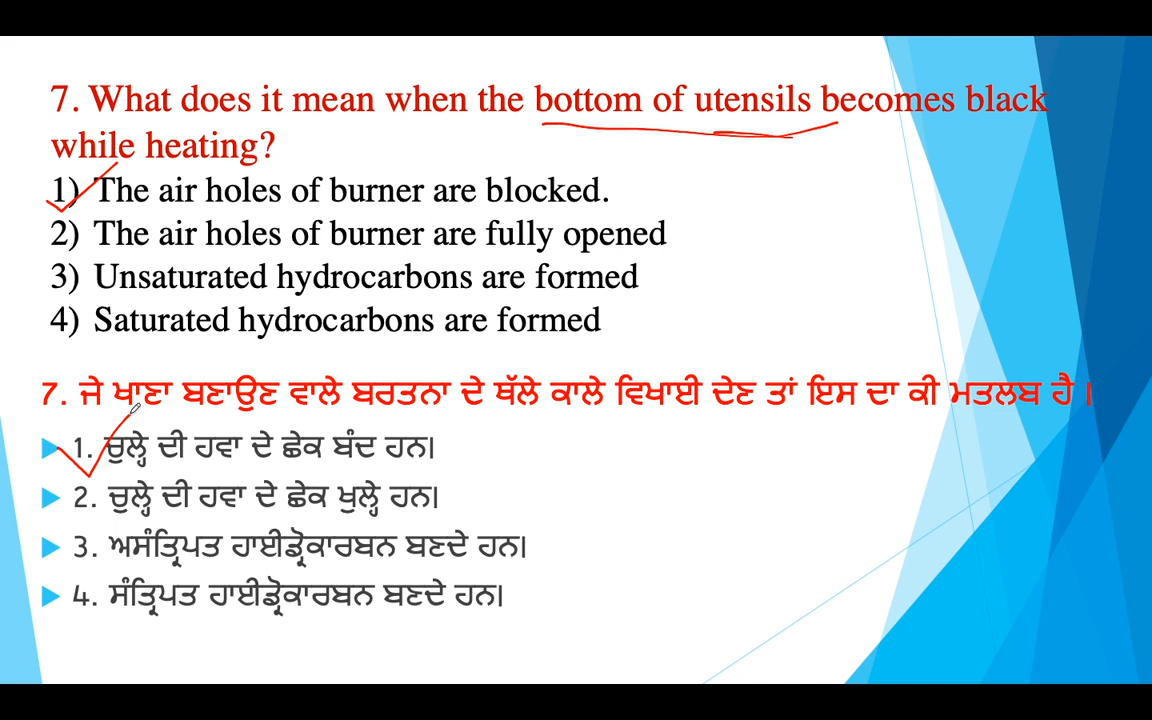 7. What does it mean when the bottom of utensils becomes black
while heating?
1) The air holes of burner are blocked.
2) The air holes of burner are fully opened
3) Unsaturated hydrocarbons are formed
4) Saturated hydrocarbons are formed
7. ਜੇ ਖਾਣਾ ਬਣਾਉਣ ਵਾਲੇ ਬਰਤਨਾ ਦੇ ਥੱਲੇ ਕਾਲੇ ਵਿਖਾਈ ਦੇਣ ਤਾਂ ਇਸ ਦਾ ਕੀ ਮਤਲਬ ਹੈ ।
1. ਚੁਲ੍ਹੇ ਦੀ ਹਵਾ ਦੇ ਛੇਕ ਬੰਦ ਹਨ।
2. ਚੁਲ੍ਹੇ ਦੀ ਹਵਾ ਦੇ ਛੇਕ ਖੁਲ੍ਹੇ ਹਨ।
3. ਅਸੰਤ੍ਰਿਪਤ ਹਾਈਡ੍ਰੋਕਾਰਬਨ ਬਣਦੇ ਹਨ।
4. ਸੰਤ੍ਰਿਪਤ ਹਾਈਡ੍ਰੋਕਾਰਬਨ ਬਣਦੇ ਹਨ।